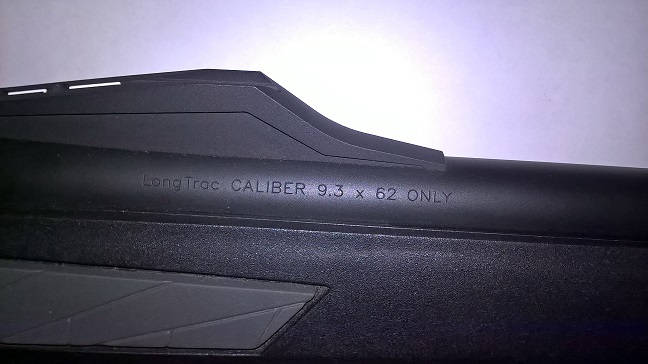 LongTrac CALIBER 9.3 x 62 ONLY